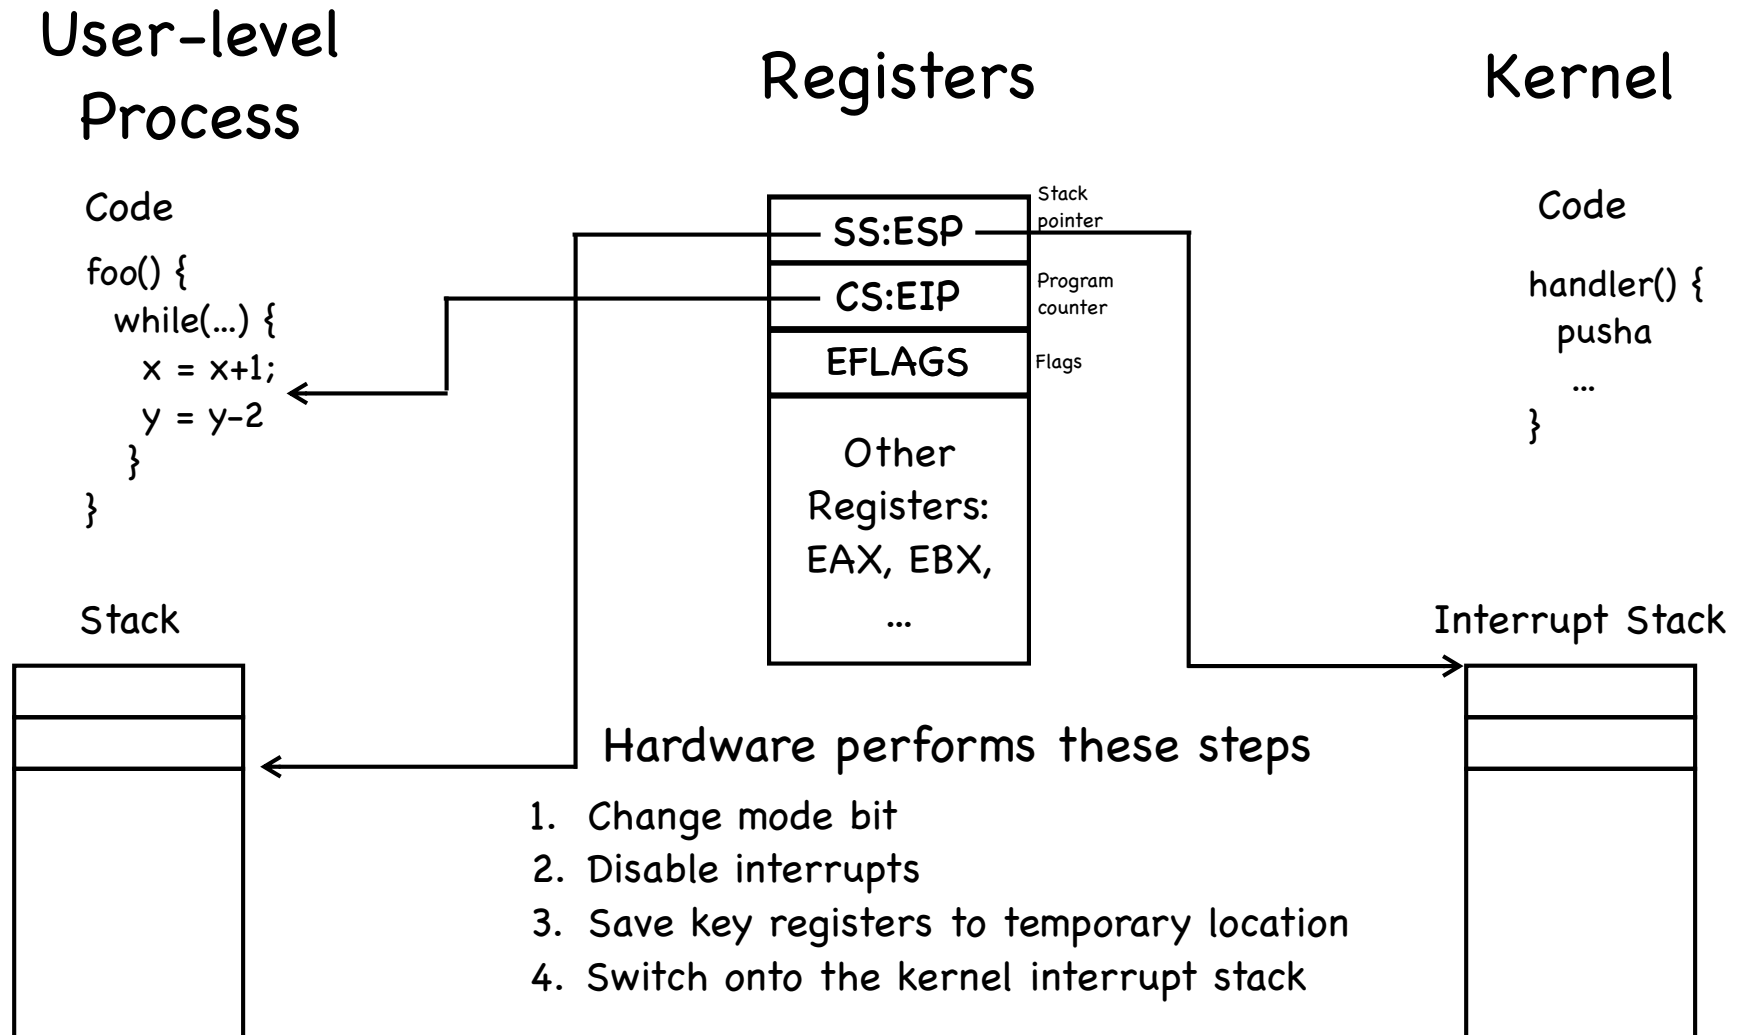 User-level
Process
Registers
Kernel
Code
foo() {
while(...) {
x = x+1;
y = y-2
}
}
Stack
SS:ESP
Stack
pointer
CS:EIP
Program
counter
EFLAGS
Flags
Other
Registers:
EAX, EBX,
...
Code
handler() {
pusha
...
}
Interrupt Stack
Hardware performs these steps
1. Change mode bit
2. Disable interrupts
3. Save key registers to temporary location
4. Switch onto the kernel interrupt stack